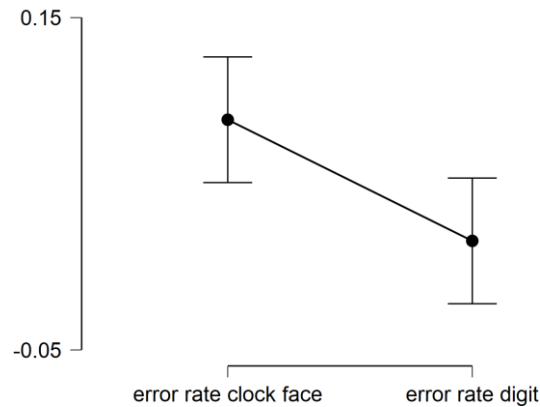 0.15
-0.05
error rate clock face
error rate digit